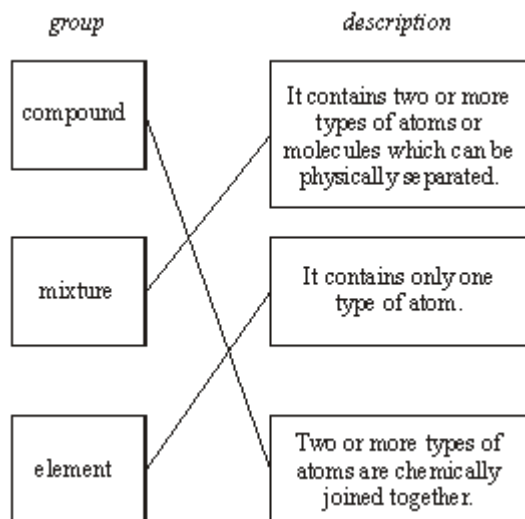 group description
compound
It contains two or more
types of atoms or
molecules which can be
physically separated.
mixture
It contains only one
type of atom.
element
Two or more types of
atoms are chemically
joined together.